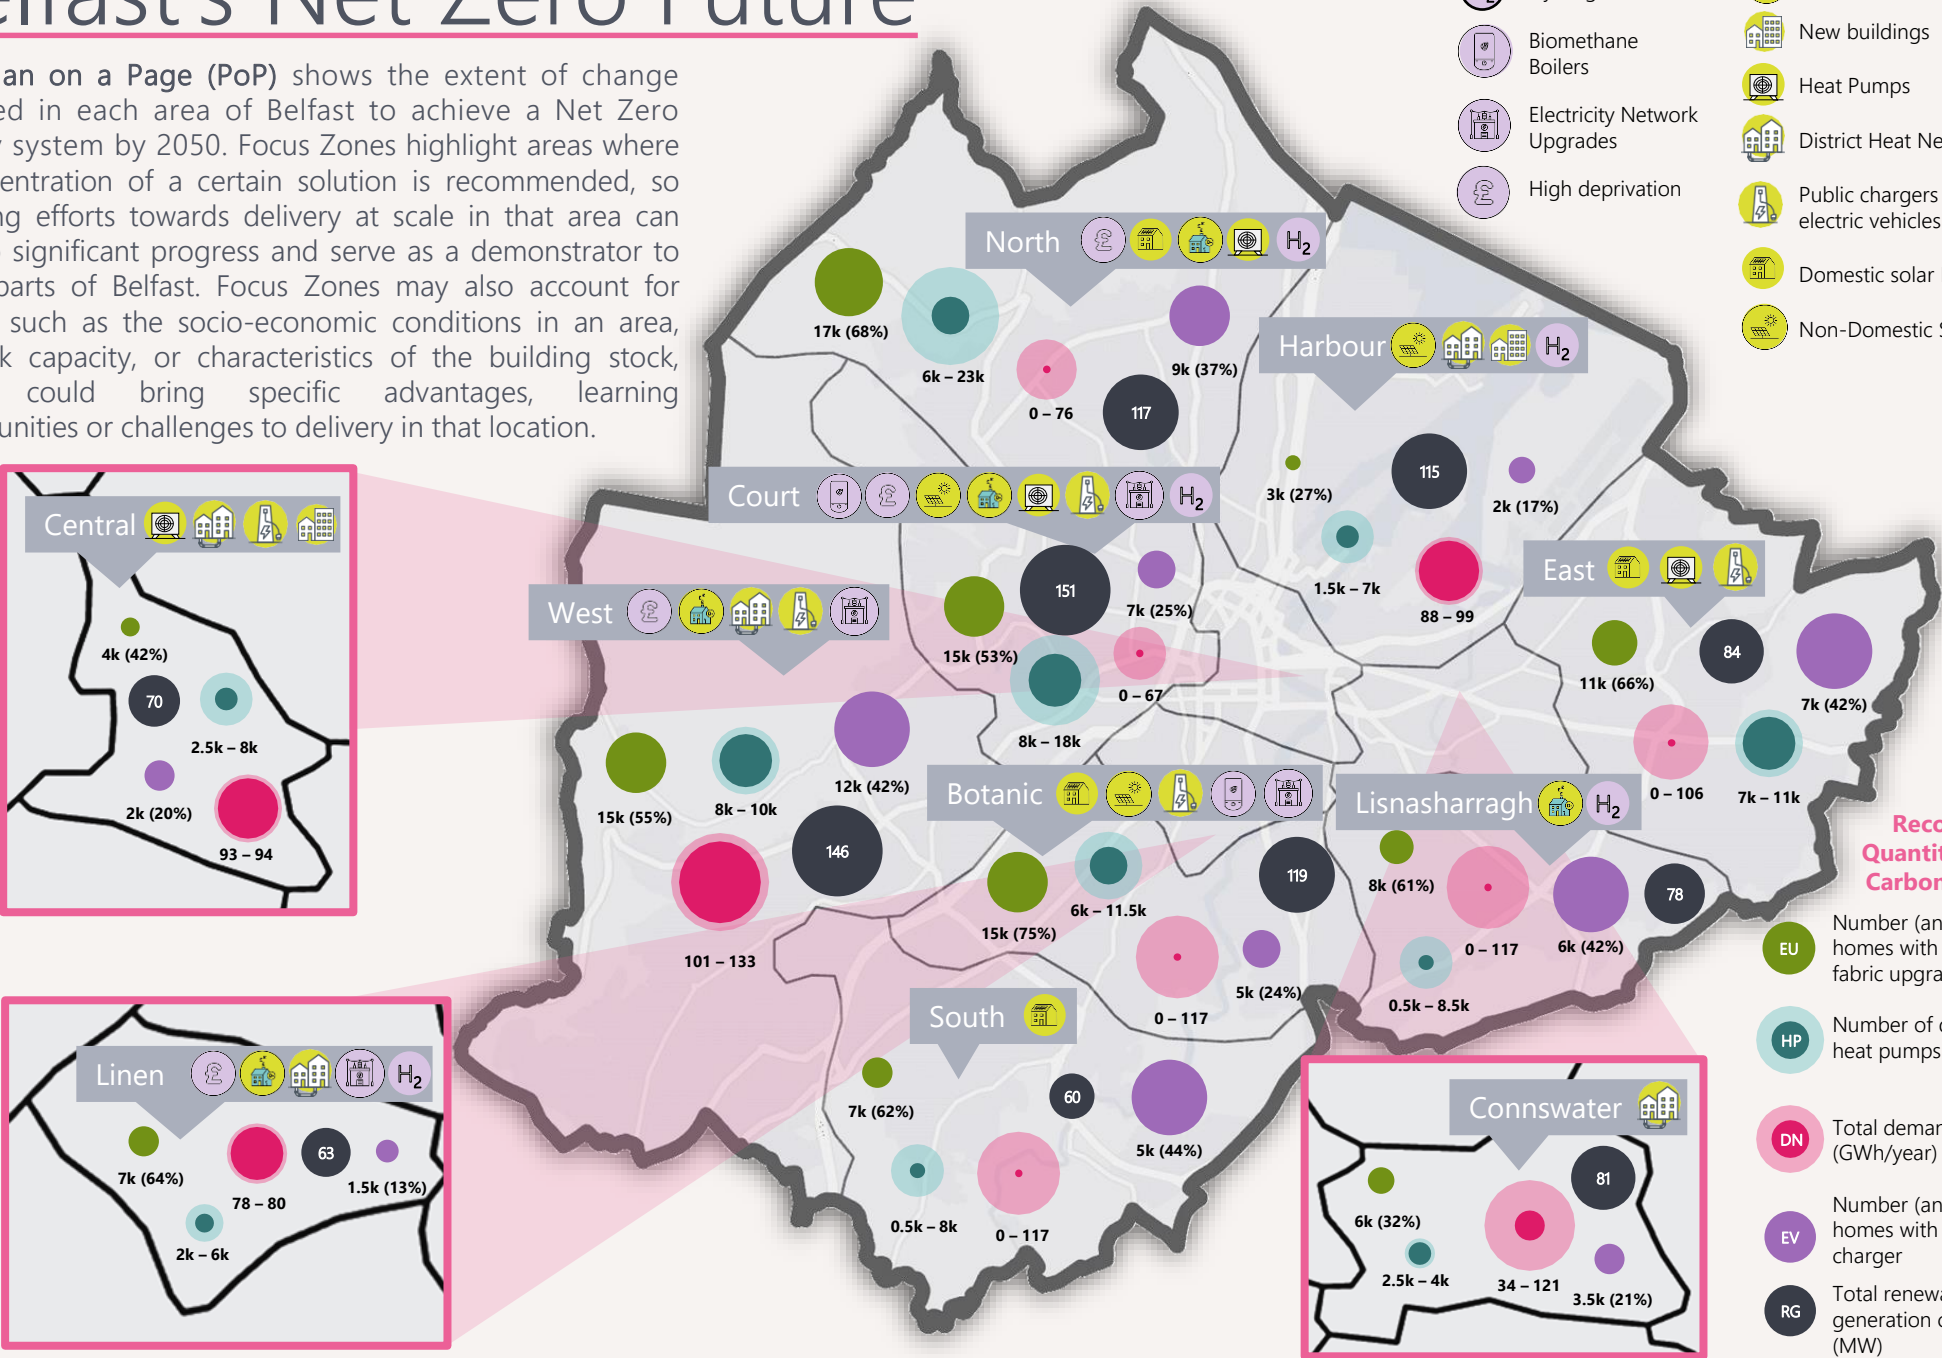 elfast's Net Zero Future
an on a Page (PoP) shows the extent of change
ed in each area of Belfast to achieve a Net Zero
system by 2050. Focus Zones highlight areas where
entration of a certain solution is recommended, so
ng efforts towards delivery at scale in that area can
significant progress and serve as a demonstrator to
parts of Belfast. Focus Zones may also account for
such as the socio-economic conditions in an area,
k capacity, or characteristics of the building stock,
could bring specific advantages, learning
unities or challenges to delivery in that location.
Biomethane
Boilers
Electricity Network
Upgrades
High deprivation
New buildings
Heat Pumps
District Heat Ne
Public chargers
electric vehicles
Domestic solar
Non-Domestic S
North £ H2
17k (68%)
6k – 23k
0 – 76
117
9k (37%)
Harbour H2
3k (27%)
115
2k (17%)
1.5k – 7k
88 – 99
Court £ H2
151
7k (25%)
15k (53%)
0 – 67
8k – 18k
Central
4k (42%)
70
2.5k – 8k
2k (20%)
93 – 94
West £
15k (55%)
8k – 10k
12k (42%)
146
101 – 133
East
11k (66%)
84
7k (42%)
0 – 106
7k – 11k
Botanic
15k (75%)
6k – 11.5k
119
0 – 117
5k (24%)
Lisnasharragh H2
8k (61%)
0 – 117
6k (42%)
78
0.5k – 8.5k
South
7k (62%)
60
5k (44%)
0.5k – 8k
0 – 117
Linen £ H2
7k (64%)
78 – 80
63
1.5k (13%)
2k – 6k
Connswater
6k (32%)
81
2.5k – 4k
34 – 121
3.5k (21%)
Reco
Quantit
Carbon
EU
Number (an
homes with
fabric upgra
HP
Number of
heat pumps
DN
Total deman
(GWh/year)
EV
Number (an
homes with
charger
RG
Total renewa
generation c
(MW)